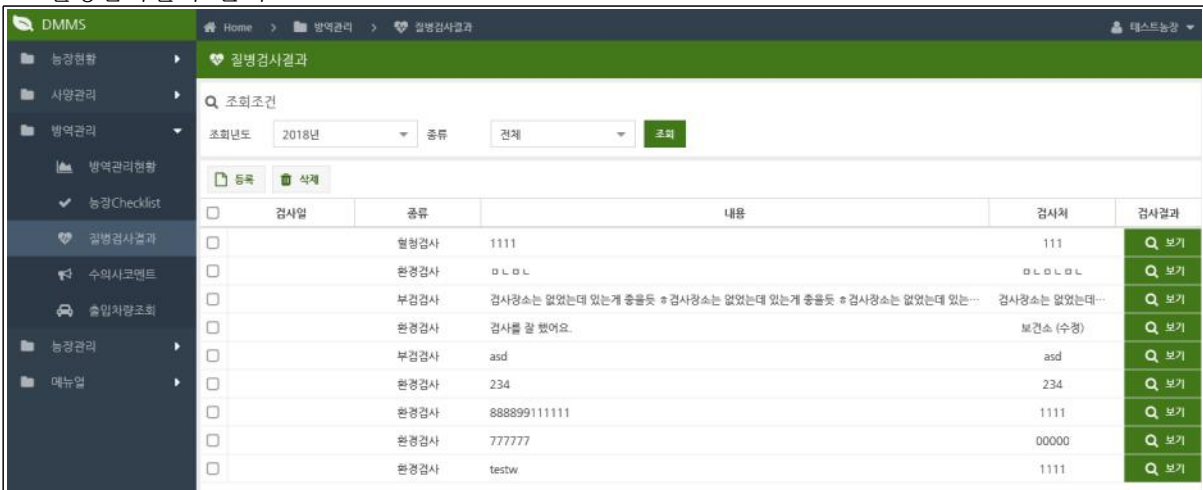 DMMS
Home > 방역관리 > 질병검사결과
테스트농장
농장현황
사양관리
방역관리
방역관리현황
농장Checklist
질병검사결과
수의사코멘트
출입차량조회
농장관리
메뉴얼
질병검사결과
조회조건
조회년도 2018년 종류 전체 조회
등록 삭제
검사일 종류 내용 검사처 검사결과
혈청검사 1111 111 보기
환경검사 ㅁㄴㅁㄴ ㅁㄴㅁㄴㅁㄴ 보기
부검검사 검사장소는 없었는데 있는게 좋을듯 ㅎ검사장소는 없었는데 있는게 좋을듯 ㅎ검사장소는 없었는데 있는… 검사장소는 없었는데… 보기
환경검사 검사를 잘 했어요. 보건소 (수정) 보기
부검검사 asd asd 보기
환경검사 234 234 보기
환경검사 888899111111 1111 보기
환경검사 777777 00000 보기
환경검사 testw 1111 보기